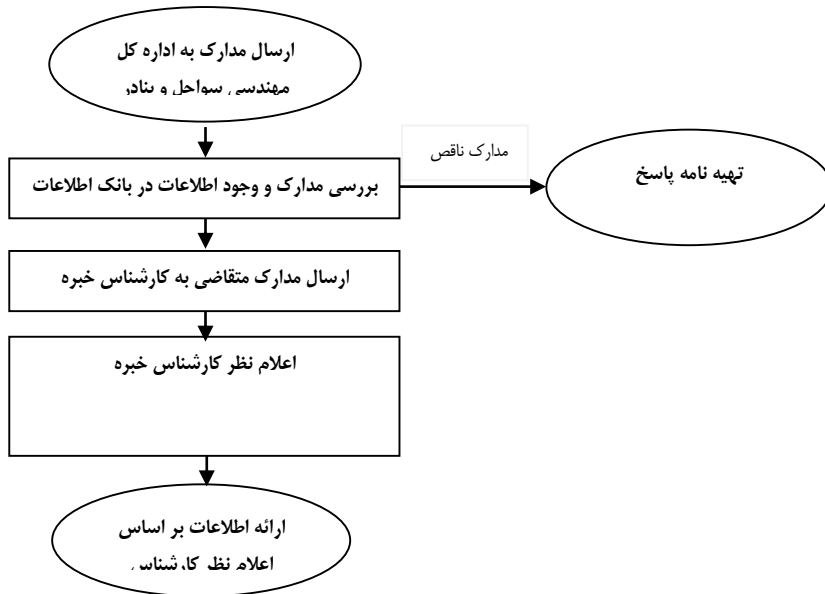 ارسال مدارک به اداره کل
مهندسی سواحل و بنادر
مدارک ناقص
بررسی مدارک و وجود اطلاعات در بانک اطلاعات
تهیه نامه پاسخ
ارسال مدارک متقاضی به کارشناس خبره
اعلام نظر کارشناس خبره
ارائه اطلاعات بر اساس
اعلام نظر کارشناس